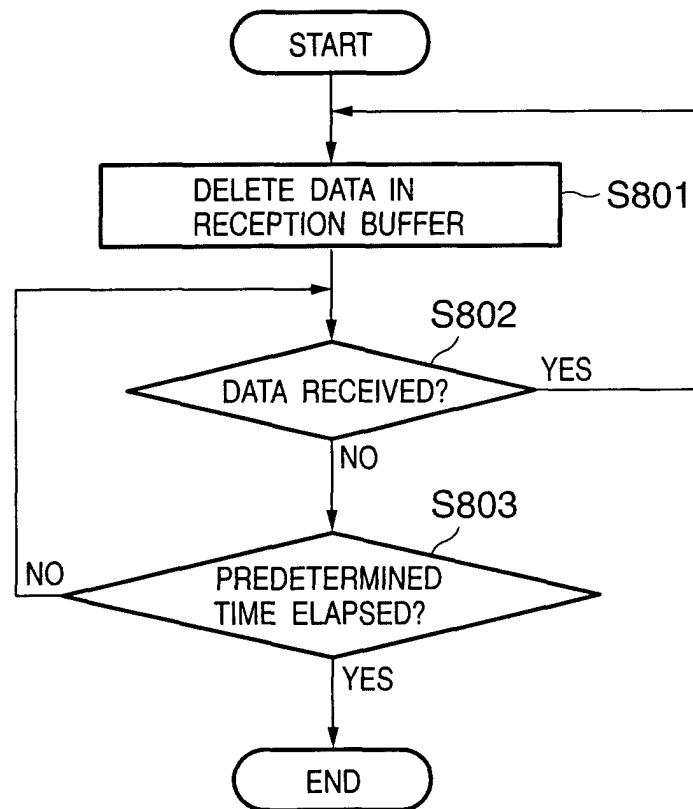 START
DELETE DATA IN
RECEPTION BUFFER
S801
S802
DATA RECEIVED?
YES
NO
S803
NO
PREDETERMINED
TIME ELAPSED?
YES
END